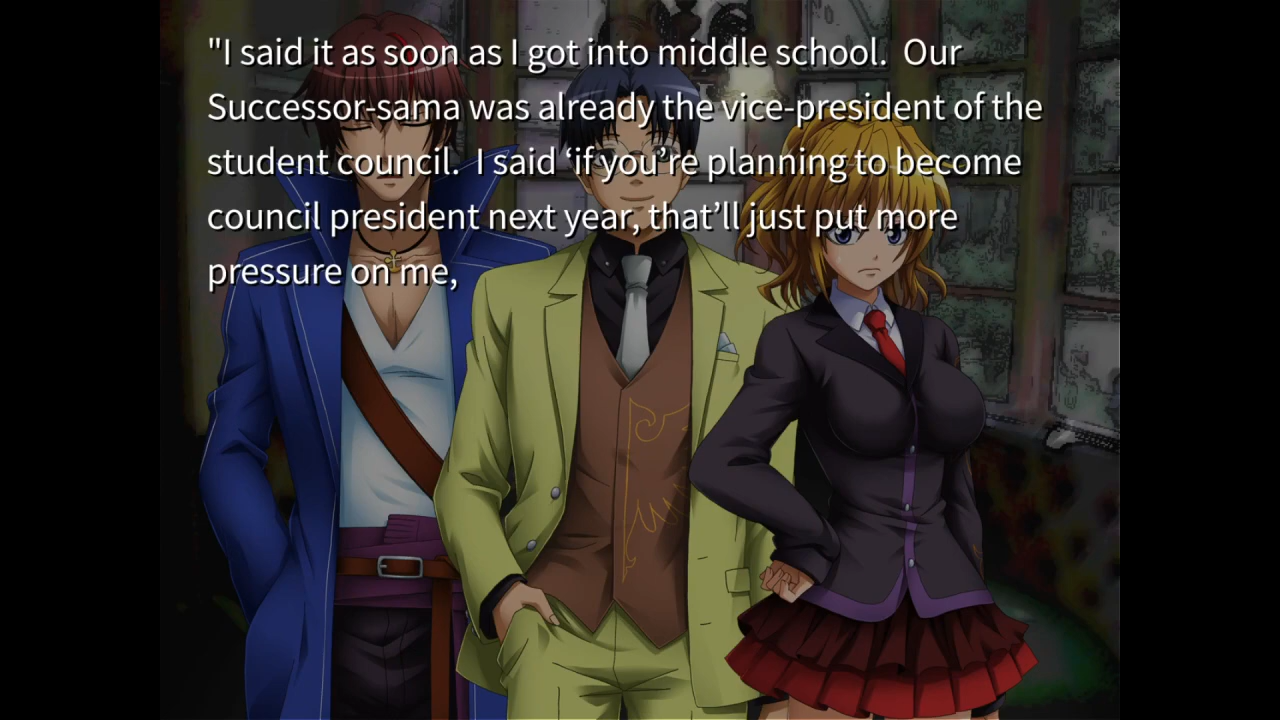 "I said it as soon as I got into middle school.  Our
Successor-sama was already the vice-president of the
student council.  I said ‘if you’re planning to become
council president next year, that’ll just put more
pressure on me,